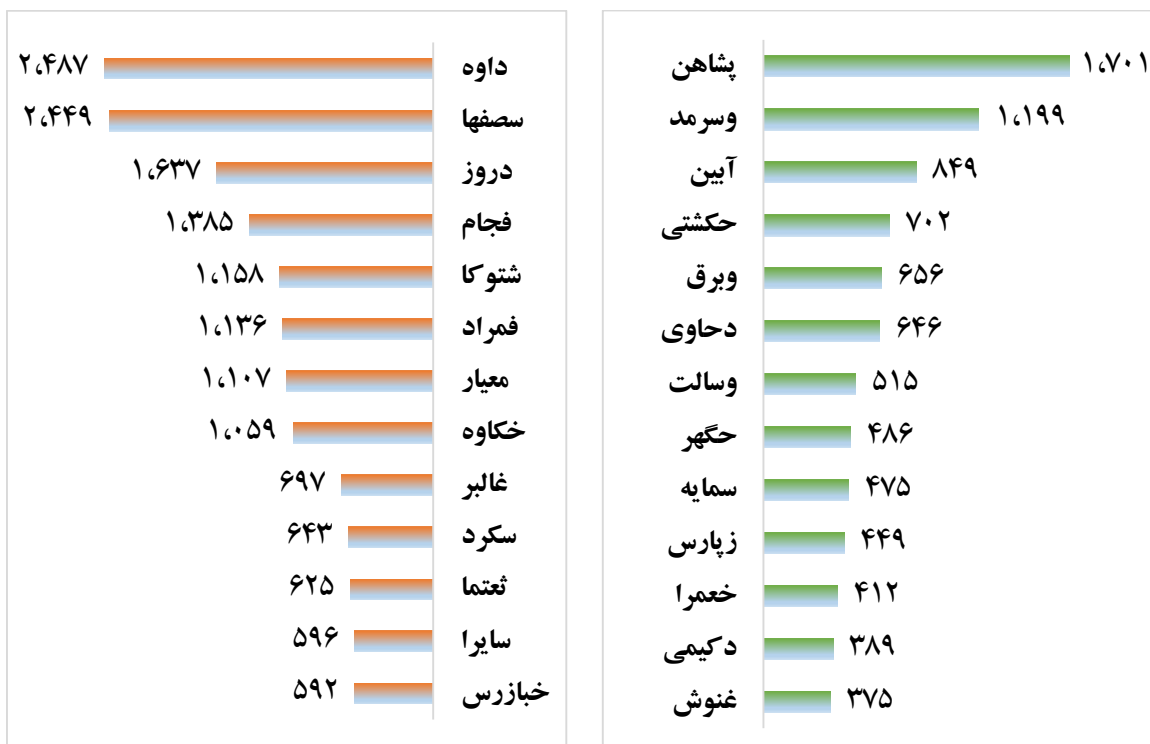 پشاهن ۱،۷۰۱
وسرمد ۱،۱۹۹
آبین ۸۴۹
حکشتی ۷۰۲
وبرق ۶۵۶
دحاوی ۶۴۶
وسالت ۵۱۵
حگهر ۴۸۶
سمایه ۴۷۵
زپارس ۴۴۹
خعمرا ۴۱۲
دکیمی ۳۸۹
غنوش ۳۷۵
داوه ۲،۴۸۷
سصفها ۲،۴۴۹
دروز ۱،۶۳۷
فجام ۱،۳۸۵
شتوکا ۱،۱۵۸
فمراد ۱،۱۳۶
معیار ۱،۱۰۷
خکاوه ۱،۰۵۹
غالبر ۶۹۷
سکرد ۶۴۳
ثعتما ۶۲۵
سایرا ۵۹۶
خبازرس ۵۹۲